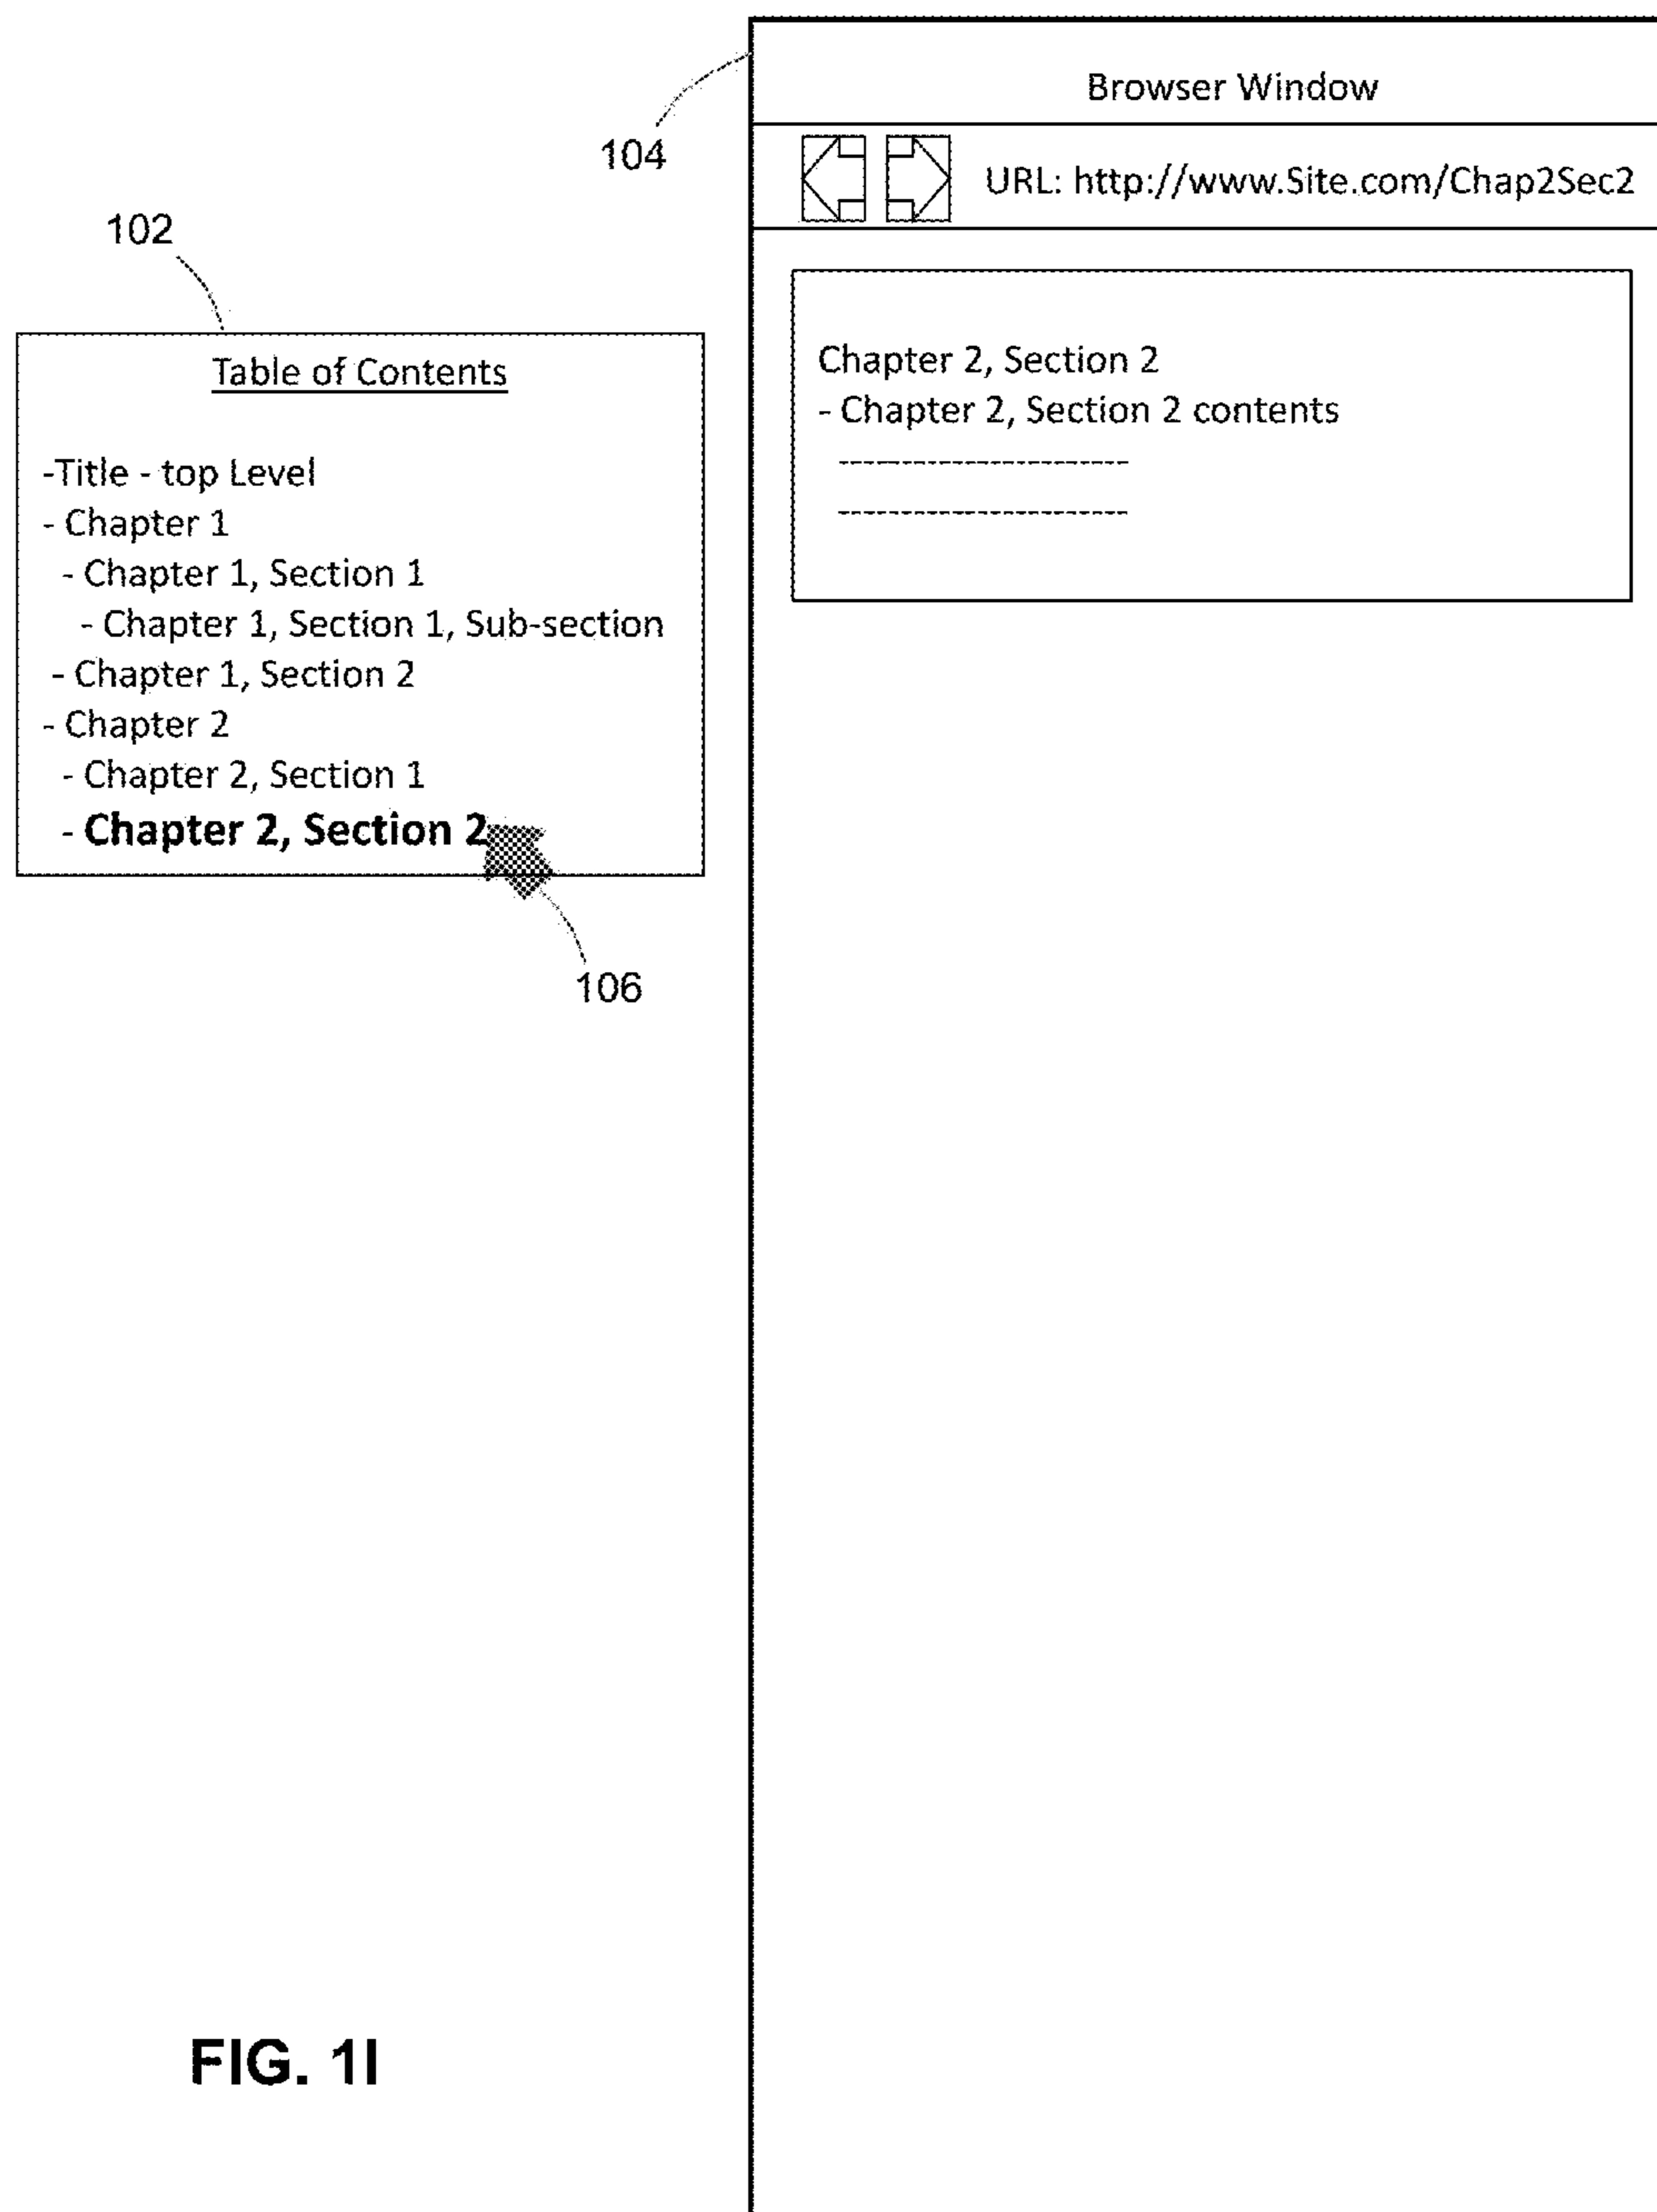 Browser Window
104
URL: http://www.Site.com/Chap2Sec2
102
Table of Contents
-Title - top Level
- Chapter 1
- Chapter 1, Section 1
- Chapter 1, Section 1, Sub-section
- Chapter 1, Section 2
- Chapter 2
- Chapter 2, Section 1
- Chapter 2, Section 2
106
Chapter 2, Section 2
- Chapter 2, Section 2 contents
FIG. 1I